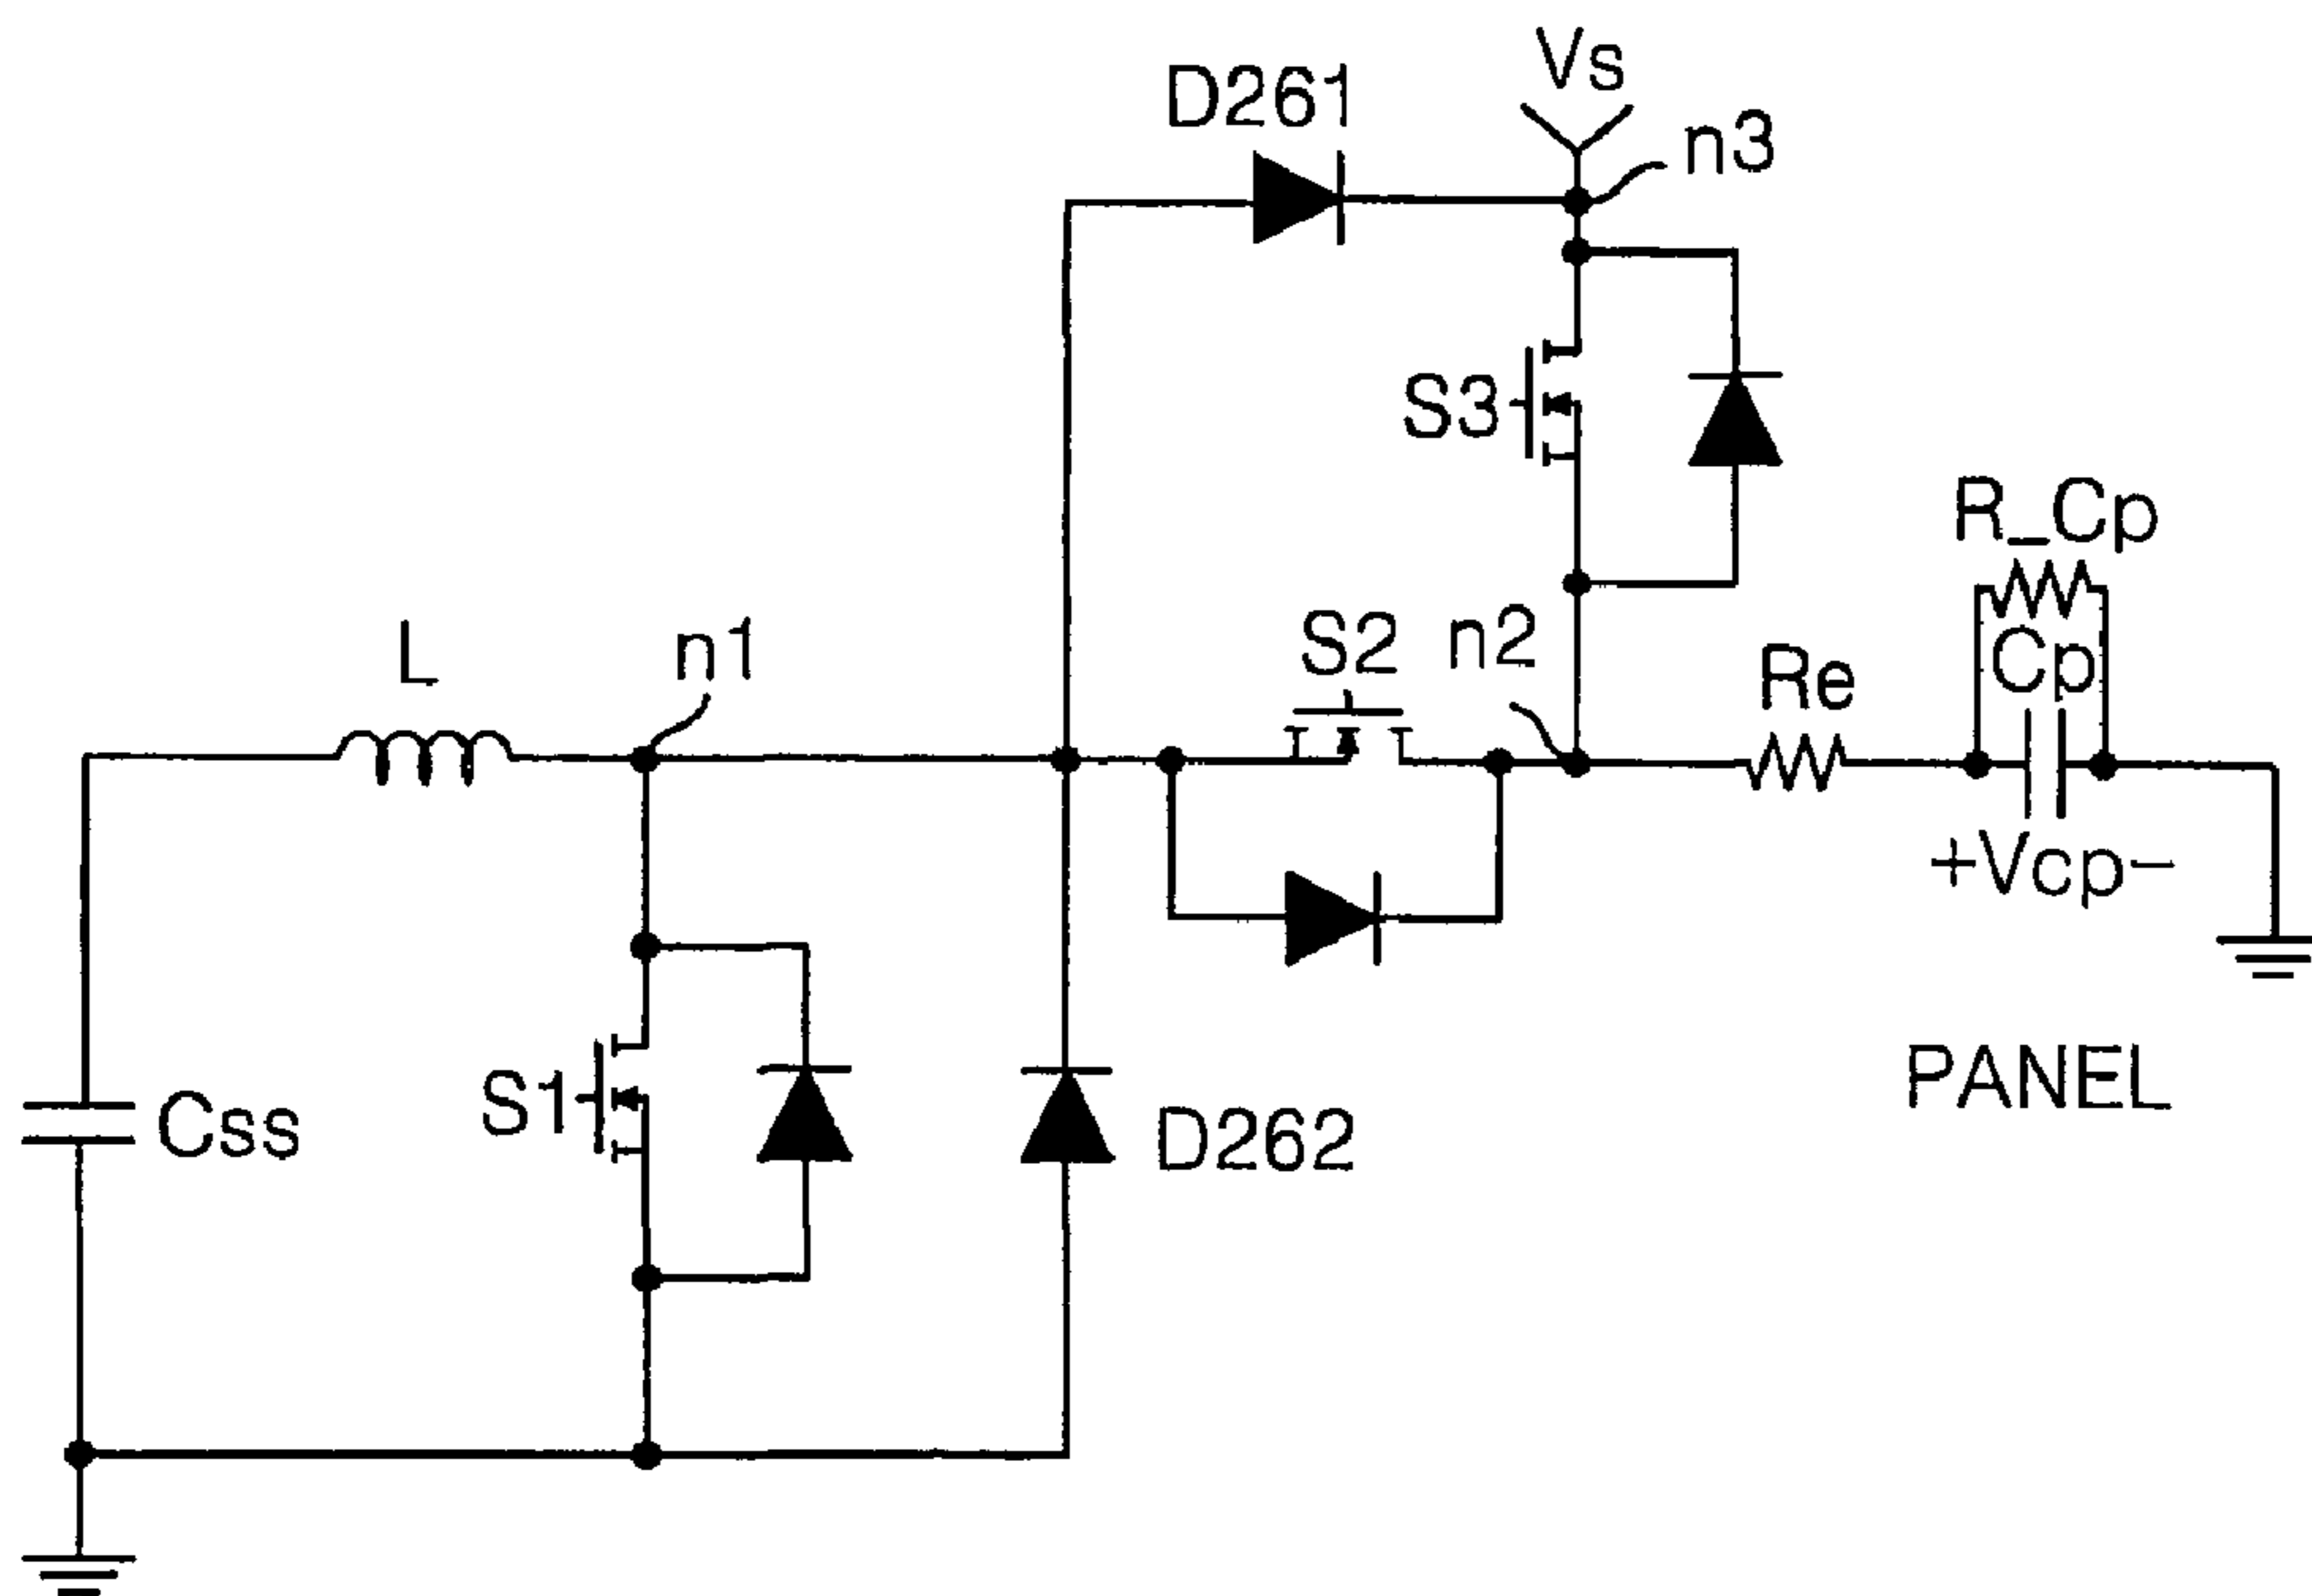 Vs
D261
n3
S3
R_Cp
L
n1
S2
n2
Re
Cp
+Vcp-
Css
S1
D262
PANEL